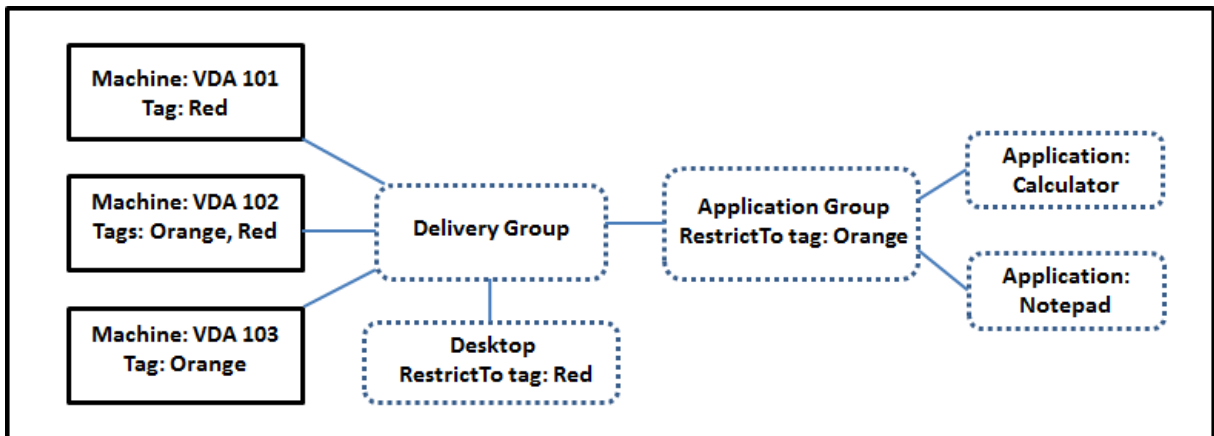 Machine: VDA 101
Tag: Red
Machine: VDA 102
Tags: Orange, Red
Machine: VDA 103
Tag: Orange
Delivery Group
Desktop
RestrictTo tag: Red
Application Group
RestrictTo tag: Orange
Application:
Calculator
Application:
Notepad